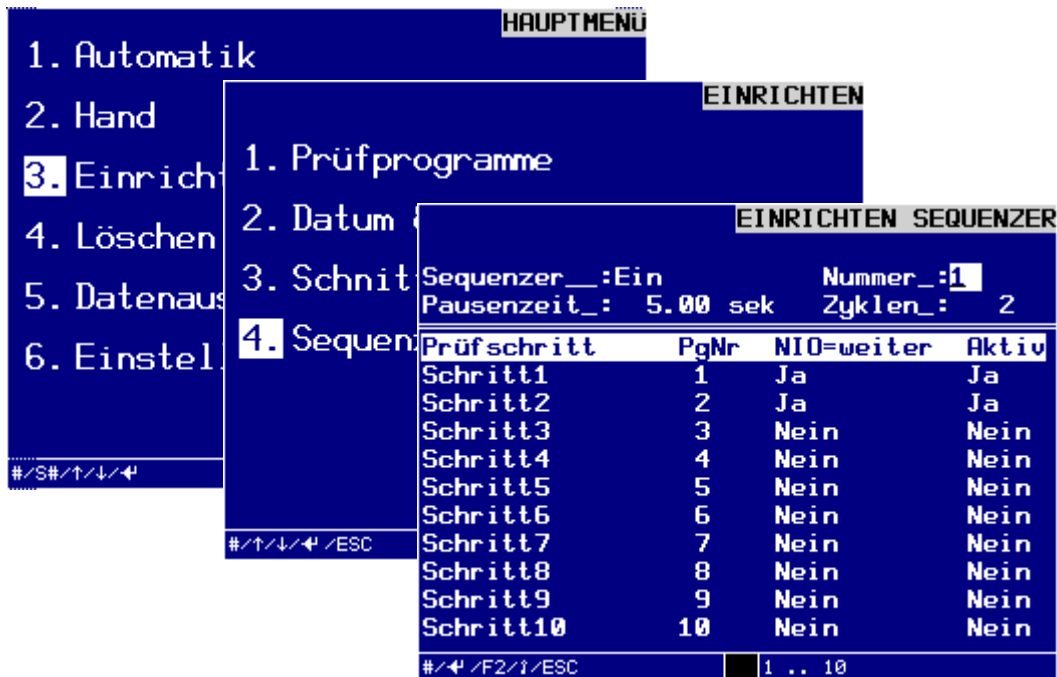 HAUPTMENÜ
1. Automatik
2. Hand
3. Einricht
4. Löschen
5. Datenaus
6. Einstel
#/S#/↑/↓/↵
EINRICHTEN
1. Prüfprogramme
2. Datum
3. Schnit
4. Sequenz
#/↑/↓/↵ /ESC
EINRICHTEN SEQUENZER
Sequenzer__:Ein Nummer_:1
Pausenzeit_: 5.00 sek Zyklen_: 2
Prüfschritt PgNr NIO=weiter Aktiv
Schritt1 1 Ja Ja
Schritt2 2 Ja Ja
Schritt3 3 Nein Nein
Schritt4 4 Nein Nein
Schritt5 5 Nein Nein
Schritt6 6 Nein Nein
Schritt7 7 Nein Nein
Schritt8 8 Nein Nein
Schritt9 9 Nein Nein
Schritt10 10 Nein Nein
#/↵ /F2/⇧/ESC 1 .. 10